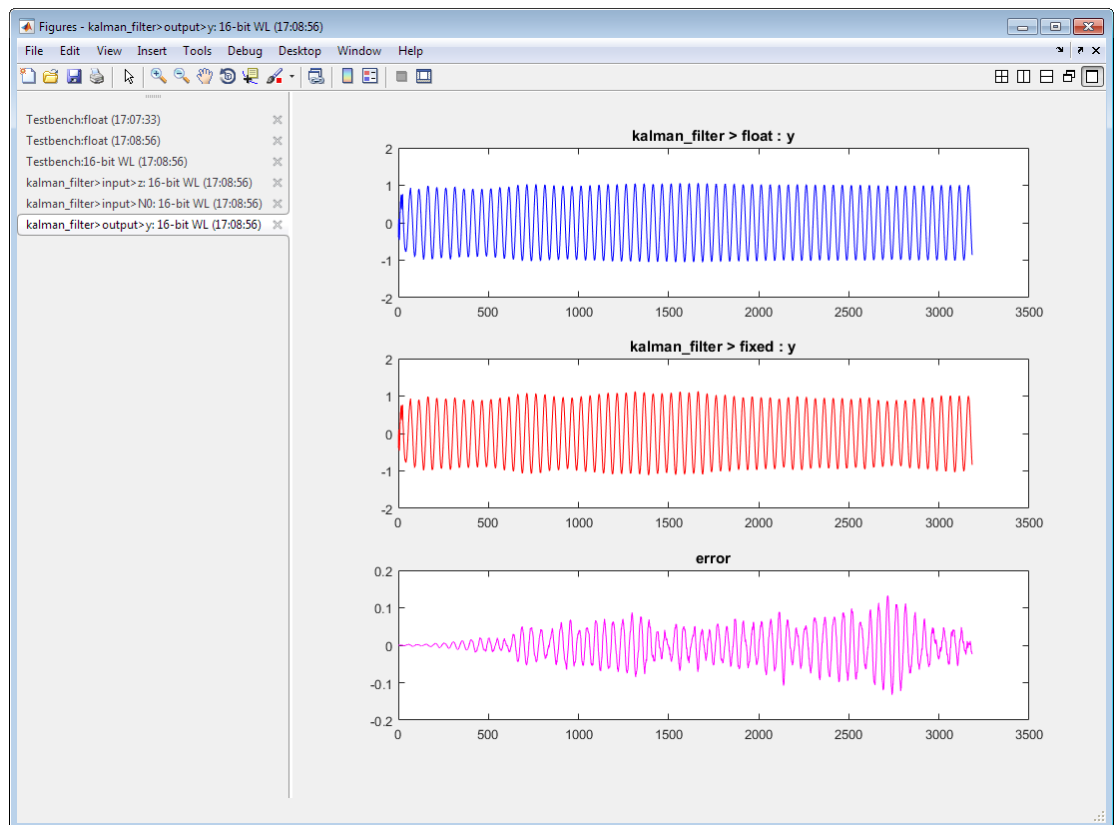 Figures - kalman_filter>output>y: 16-bit WL (17:08:56)
File Edit View Insert Tools Debug Desktop Window Help
Testbench:float (17:07:33)
Testbench:float (17:08:56)
Testbench:16-bit WL (17:08:56)
kalman_filter>input>z: 16-bit WL (17:08:56)
kalman_filter>input>N0: 16-bit WL (17:08:56)
kalman_filter>output>y: 16-bit WL (17:08:56)
kalman_filter > float : y
2
1
0
-1
-2
0 500 1000 1500 2000 2500 3000 3500
kalman_filter > fixed : y
2
1
0
-1
-2
0 500 1000 1500 2000 2500 3000 3500
error
0.2
0.1
0
-0.1
-0.2
0 500 1000 1500 2000 2500 3000 3500